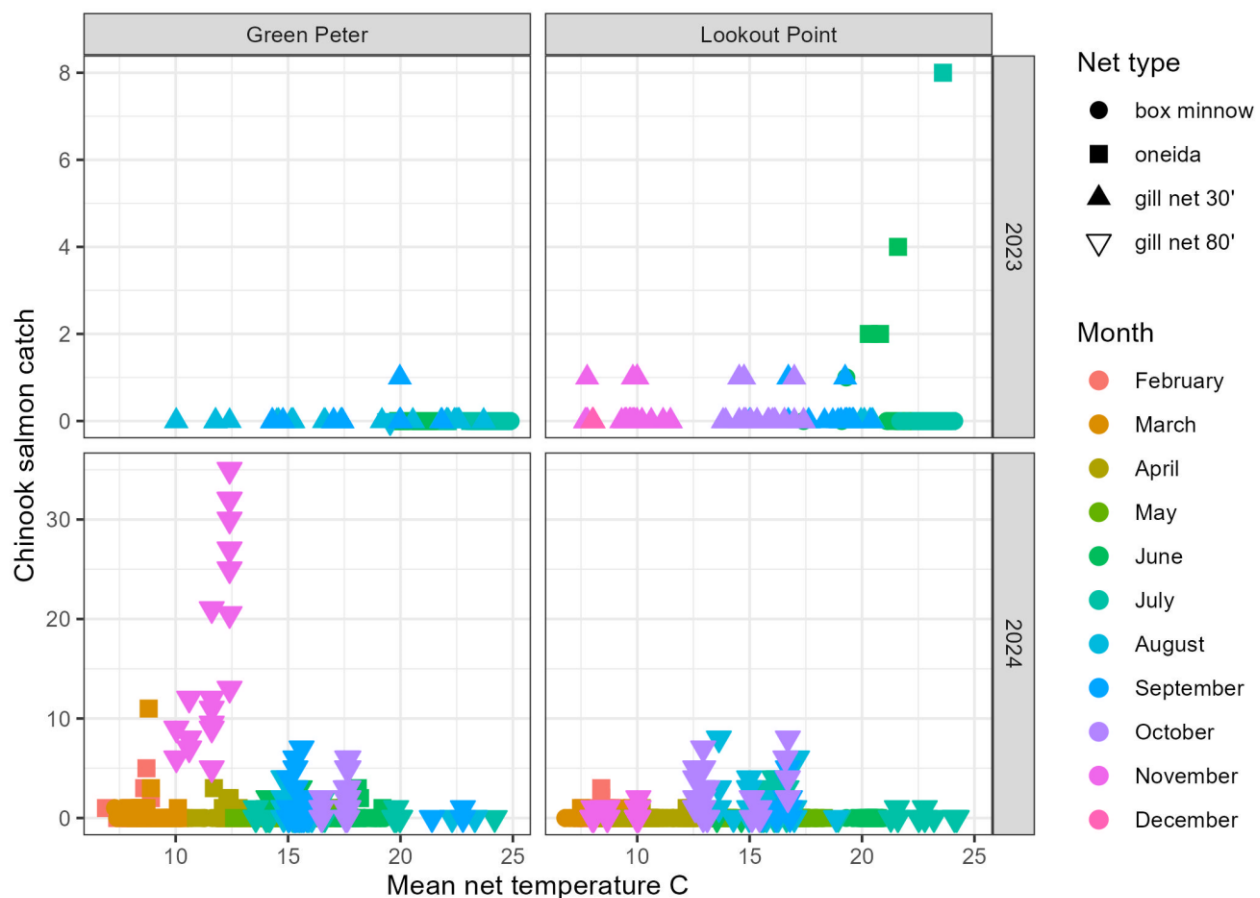 Green Peter
Lookout Point
Chinook salmon catch
8
6
4
2
0
2023
30
20
10
0
2024
10
15
20
25
10
15
20
25
Mean net temperature C
Net type
box minnow
oneida
gill net 30'
gill net 80'
Month
February
March
April
May
June
July
August
September
October
November
December